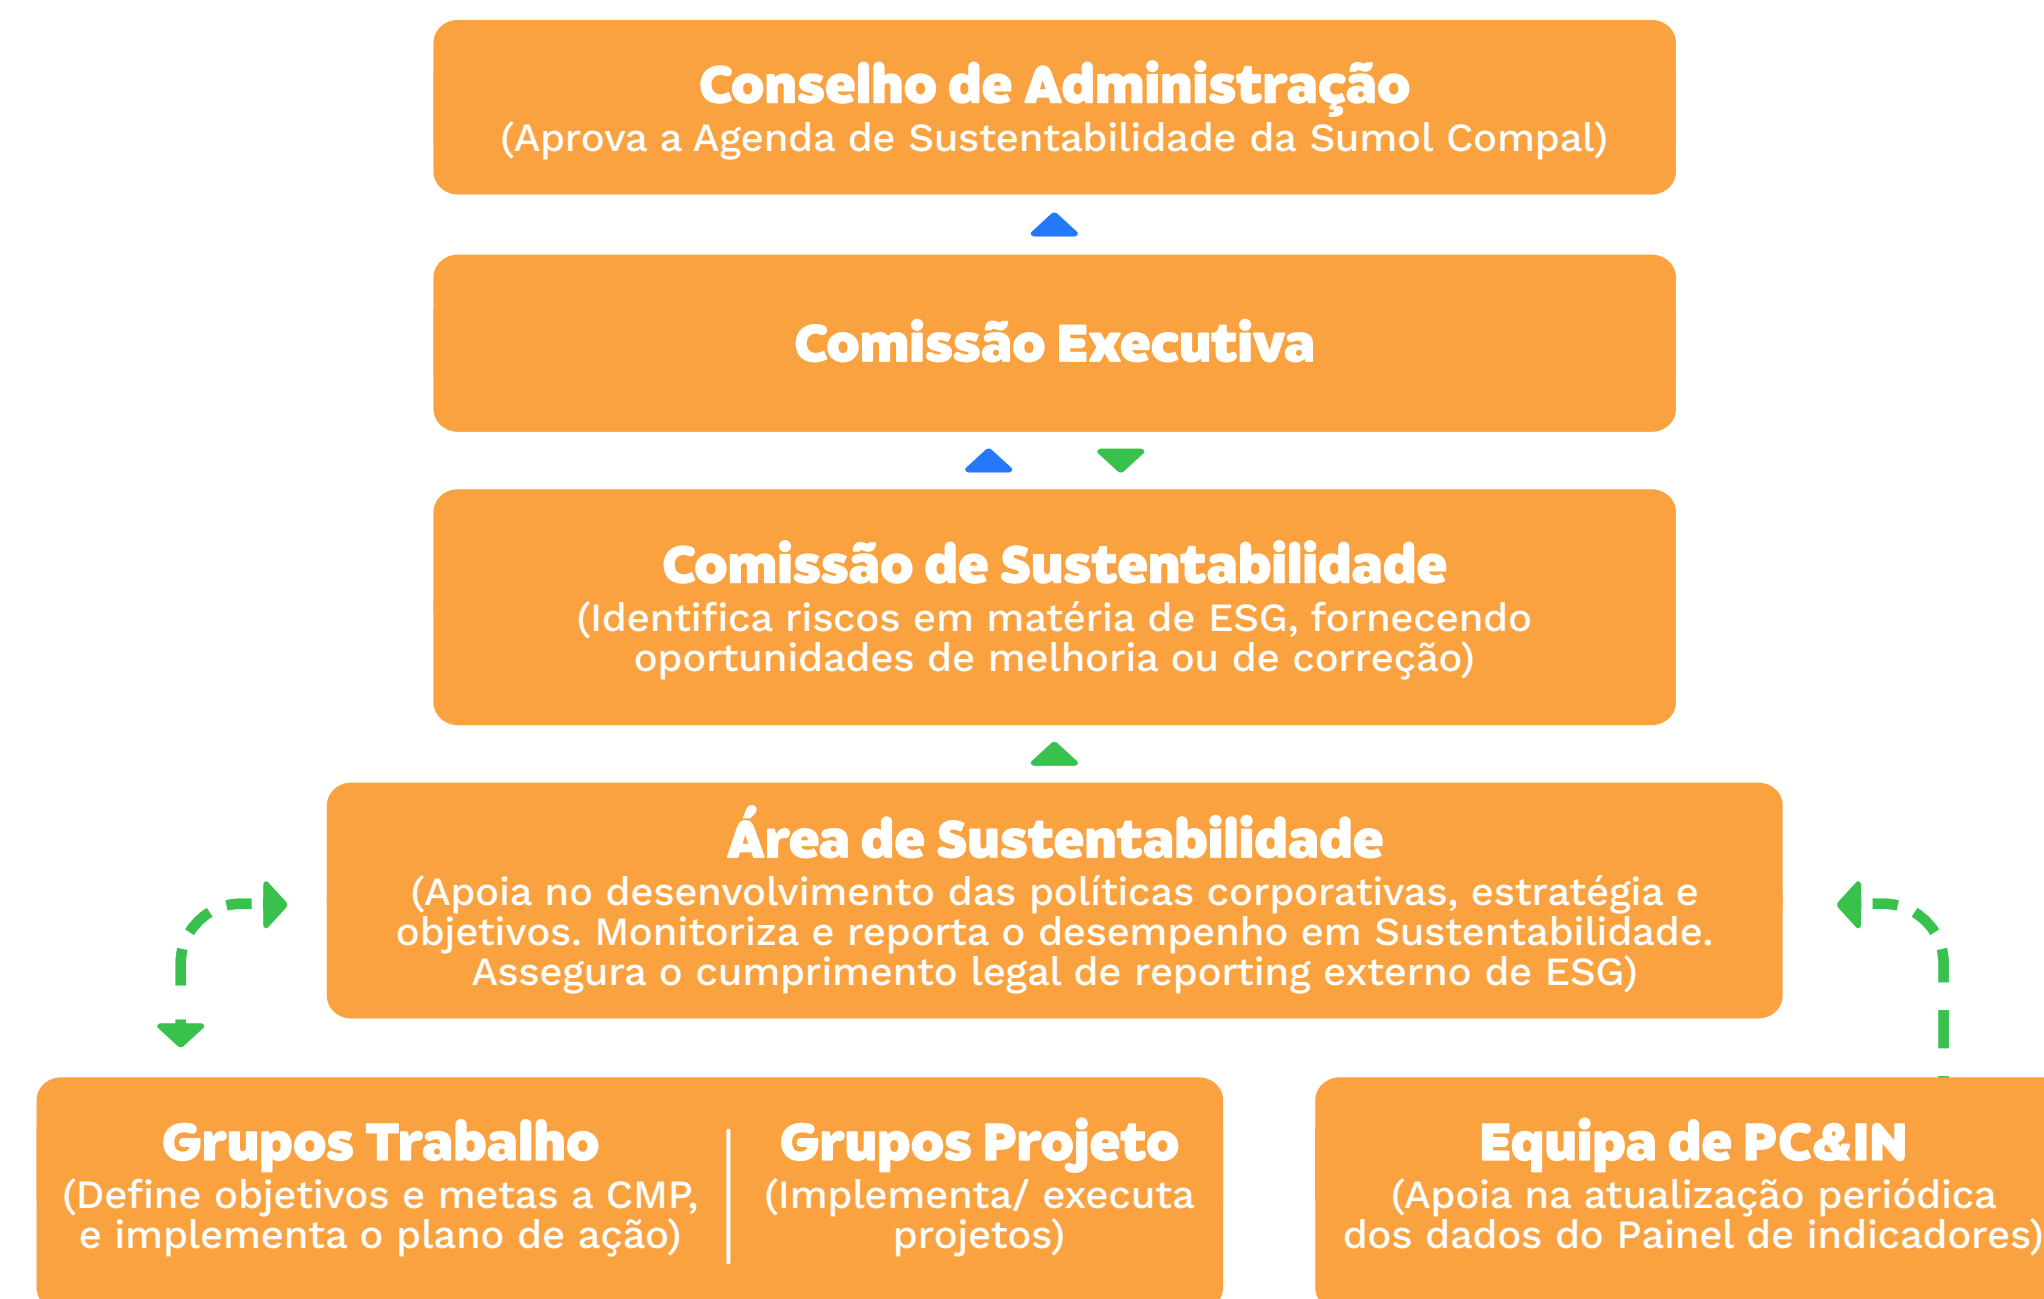 Conselho de Administração
(Aprova a Agenda de Sustentabilidade da Sumol Compal)
Comissão Executiva
Comissão de Sustentabilidade
(Identifica riscos em matéria de ESG, fornecendo
oportunidades de melhoria ou de correção)
Área de Sustentabilidade
(Apoia no desenvolvimento das políticas corporativas, estratégia e
objetivos. Monitoriza e reporta o desempenho em Sustentabilidade.
Assegura o cumprimento legal de reporting externo de ESG)
Grupos Trabalho
(Define objetivos e metas a CMP,
e implementa o plano de ação)
Grupos Projeto
(Implementa/ executa
projetos)
Equipa de PC&IN
(Apoia na atualização periódica
dos dados do Painel de indicadores)